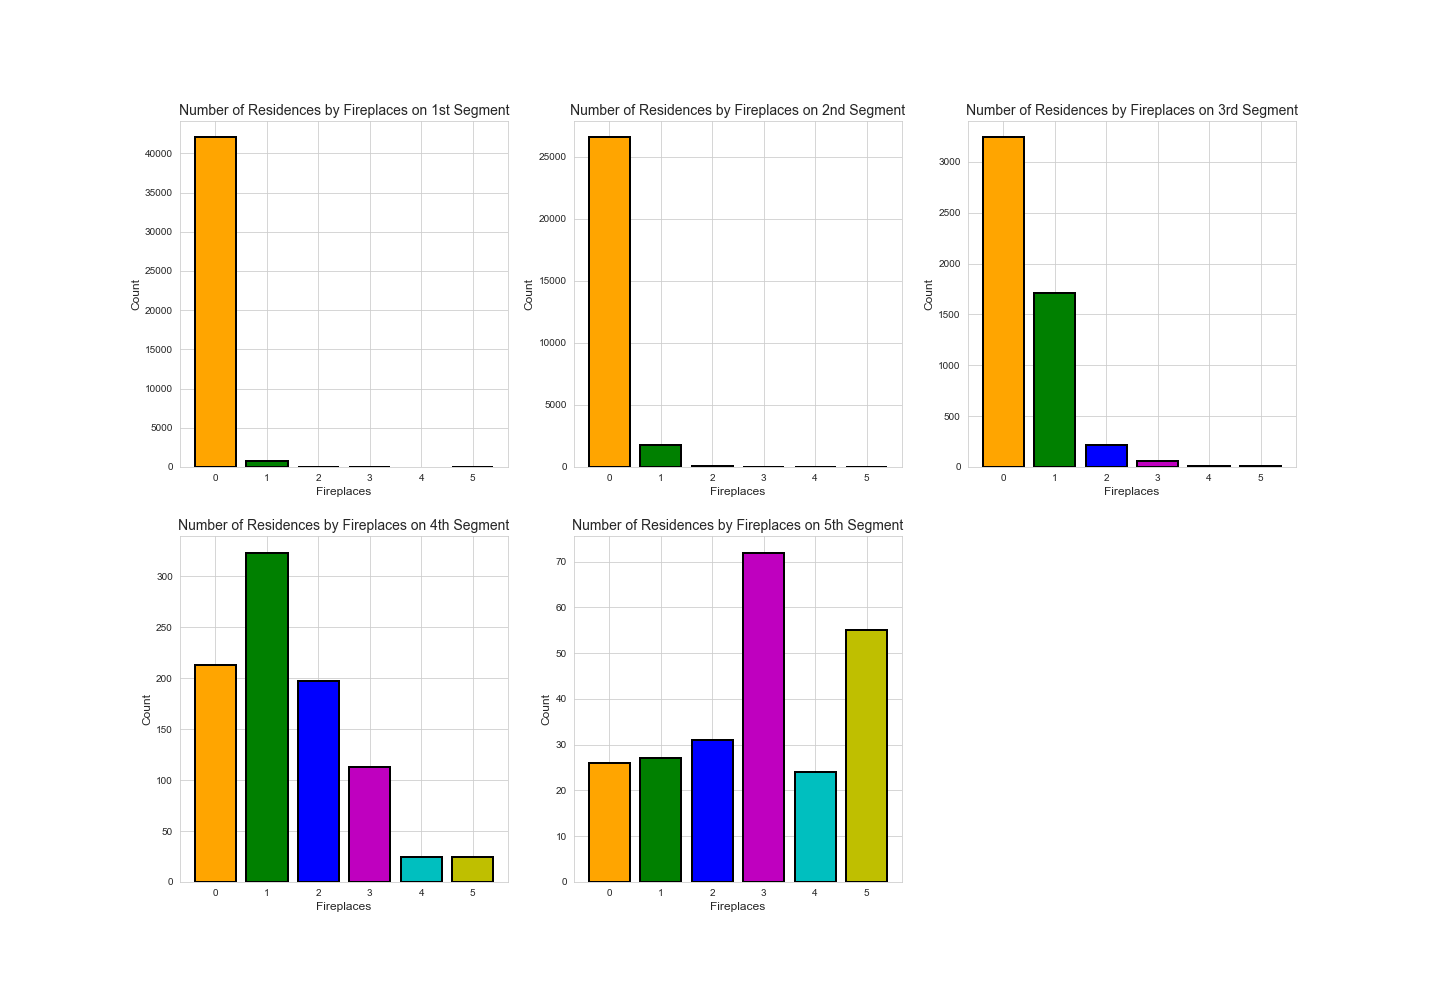 Number of Residences by Fireplaces on 1st Segment
40000
35000
30000
25000
20000
15000
10000
5000
0
Count
0 1 2 3 4 5
Fireplaces
Number of Residences by Fireplaces on 2nd Segment
25000
20000
15000
10000
5000
0
Count
0 1 2 3 4 5
Fireplaces
Number of Residences by Fireplaces on 3rd Segment
3000
2500
2000
1500
1000
500
0
Count
0 1 2 3 4 5
Fireplaces
Number of Residences by Fireplaces on 4th Segment
300
250
200
150
100
50
0
Count
0 1 2 3 4 5
Fireplaces
Number of Residences by Fireplaces on 5th Segment
70
60
50
40
30
20
10
0
Count
0 1 2 3 4 5
Fireplaces